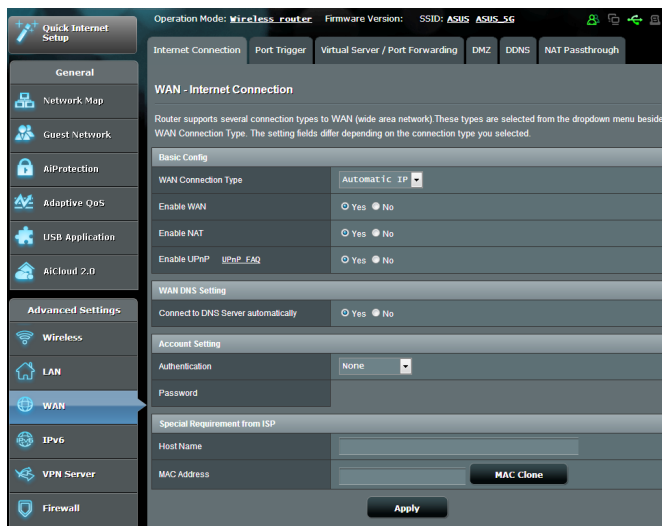 Quick Internet
Setup
Operation Mode: Wireless router Firmware Version: SSID: ASUS ASUS_5G
Internet Connection Port Trigger Virtual Server / Port Forwarding DMZ DDNS NAT Passthrough
General
Network Map
Guest Network
AiProtection
Adaptive QoS
USB Application
AiCloud 2.0
Advanced Settings
Wireless
LAN
WAN
IPv6
VPN Server
Firewall
WAN - Internet Connection
Router supports several connection types to WAN (wide area network).These types are selected from the dropdown menu beside
WAN Connection Type. The setting fields differ depending on the connection type you selected.
Basic Config
WAN Connection Type Automatic IP
Enable WAN Yes No
Enable NAT Yes No
Enable UPnP UPnP FAQ Yes No
WAN DNS Setting
Connect to DNS Server automatically Yes No
Account Setting
Authentication None
Password
Special Requirement from ISP
Host Name
MAC Address MAC Clone
Apply